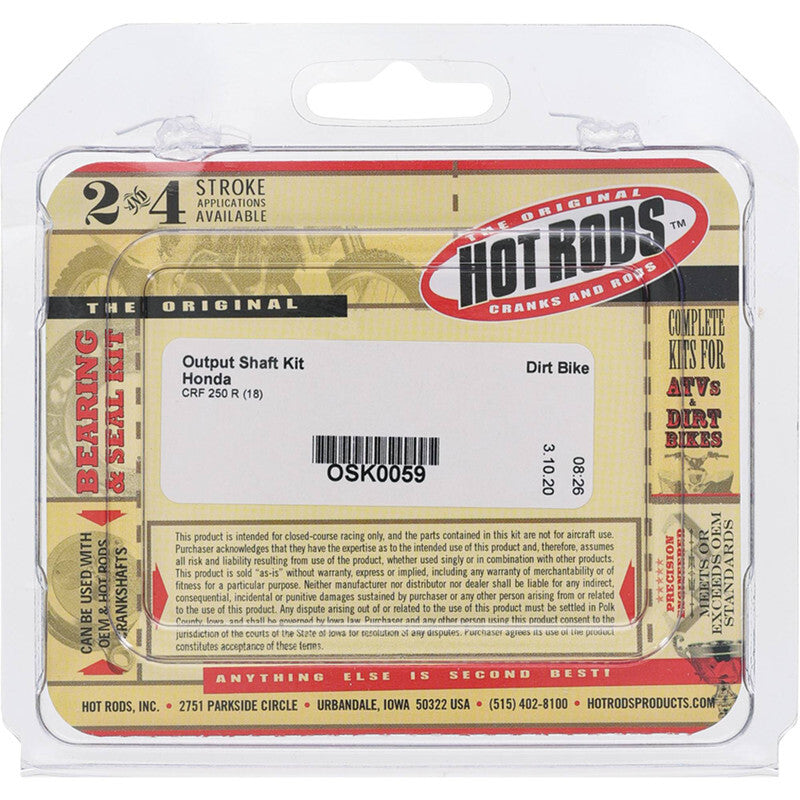 2 AND 4
STROKE
APPLICATIONS
AVAILABLE
THE ORIGINAL
HOT RODS™
CRANKS AND RODS
THE ORIGINAL
BEARING
& SEAL KIT
COMPLETE
KITS FOR
ATVs
&
DIRT
BIKES
Output Shaft Kit
Honda
CRF 250 R (18)
Dirt Bike
OSK0059
3.10.20
08:26
CAN BE USED WITH
OEM & HOT RODS
CRANKSHAFTS
PRECISION
ENGINEERED
MEETS OR
EXCEEDS OEM
STANDARDS
This product is intended for closed-course racing only, and the parts contained in this kit are not for aircraft use.
Purchaser acknowledges that they have the expertise as to the intended use of this product and, therefore, assumes
all risk and liability resulting from use of the product, whether used singly or in combination with other products.
This product is sold "as-is" without warranty, express or implied, including any warranty of merchantability or of
fitness for a particular purpose. Neither manufacturer nor distributor nor dealer shall be liable for any indirect,
consequential, incidental or punitive damages sustained by purchaser or any other person arising from or related
to the use of this product. Any dispute arising out of or related to the use of this product must be settled in Polk
County, Iowa, and shall be governed by Iowa law. Purchaser and any other person using this product consent to the
jurisdiction of the courts of the State of Iowa for resolution of any disputes. Purchaser agrees its use of the product
constitutes acceptance of these terms.
ANYTHING ELSE IS SECOND BEST!
HOT RODS, INC. • 2751 PARKSIDE CIRCLE • URBANDALE, IOWA 50322 USA • (515) 402-8100 • HOTRODSPRODUCTS.COM